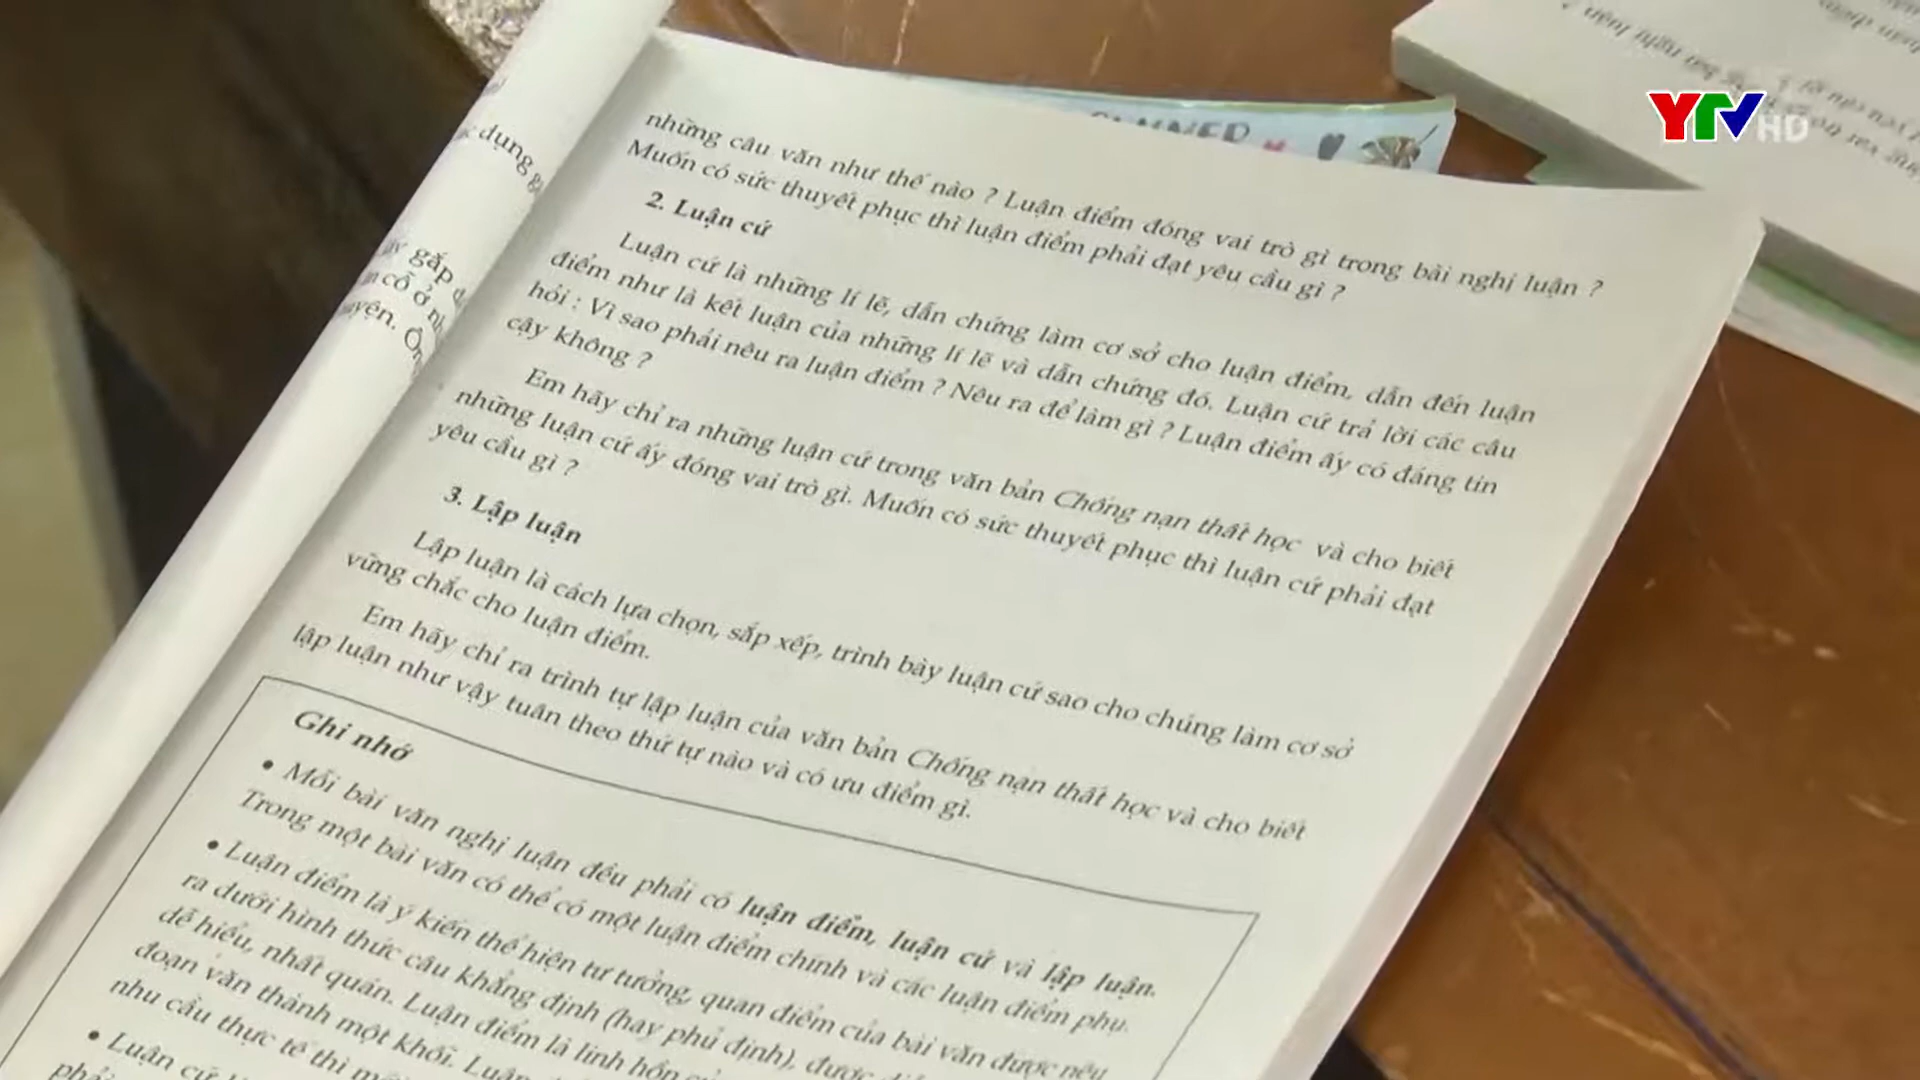 YTV HD
những câu văn như thế nào ? Luận điểm đóng vai trò gì trong bài nghị luận ?
Muốn có sức thuyết phục thì luận điểm phải đạt yêu cầu gì ?
2. Luận cứ
Luận cứ là những lí lẽ, dẫn chứng làm cơ sở cho luận điểm, dẫn đến luận
điểm như là kết luận của những lí lẽ và dẫn chứng đó. Luận cứ trả lời các câu
hỏi : Vì sao phải nêu ra luận điểm ? Nêu ra để làm gì ? Luận điểm ấy có đáng tin
cậy không ?
Em hãy chỉ ra những luận cứ trong văn bản Chống nạn thất học và cho biết
những luận cứ ấy đóng vai trò gì. Muốn có sức thuyết phục thì luận cứ phải đạt
yêu cầu gì ?
3. Lập luận
Lập luận là cách lựa chọn, sắp xếp, trình bày luận cứ sao cho chúng làm cơ sở
vững chắc cho luận điểm.
Em hãy chỉ ra trình tự lập luận của văn bản Chống nạn thất học và cho biết
lập luận như vậy tuân theo thứ tự nào và có ưu điểm gì.
Ghi nhớ
• Mỗi bài văn nghị luận đều phải có luận điểm, luận cứ và lập luận.
Trong một bài văn có thể có một luận điểm chính và các luận điểm phụ.
• Luận điểm là ý kiến thể hiện tư tưởng, quan điểm của bài văn được nêu
ra dưới hình thức câu khẳng định (hay phủ định), được
dễ hiểu, nhất quán. Luận điểm là linh hồn
đoạn văn thành một khối. Luận
nhu cầu thực tế thì
• Luận cứ
dụng
gấp
cỗ ở